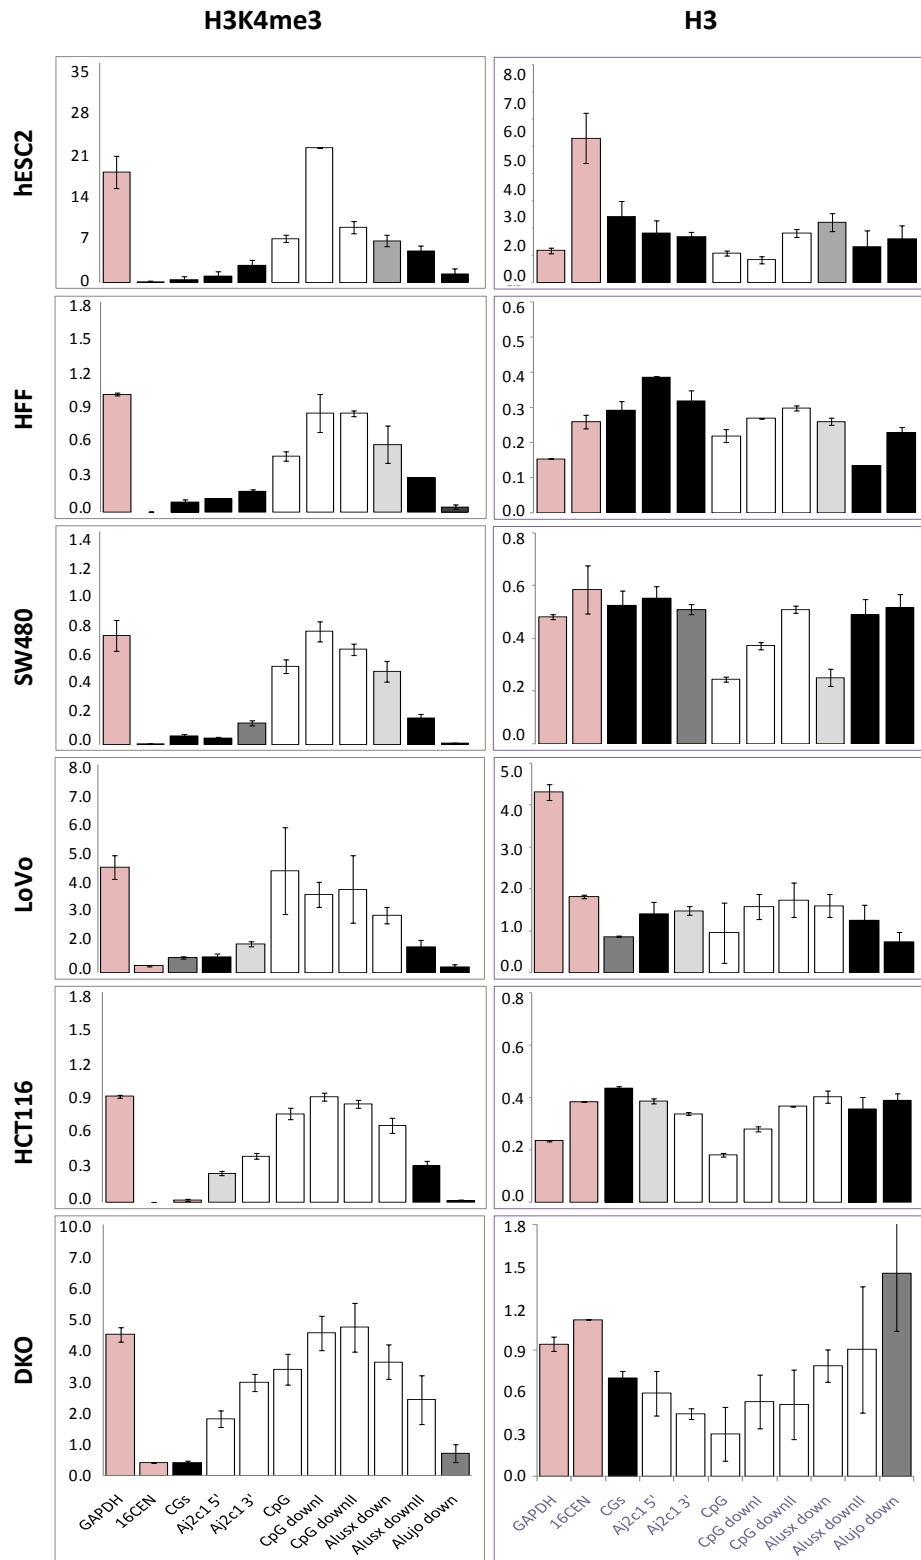 H3K4me3
H3
hESC2
35
28
21
14
7
0
8.0
7.0
6.0
5.0
4.0
3.0
2.0
0.0
HFF
1.8
1.5
1.2
0.9
0.6
0.3
0.0
0.6
0.4
0.3
0.2
0.1
0.0
SW480
1.4
1.2
1.0
0.8
0.6
0.4
0.2
0.0
0.8
0.6
0.4
0.2
0.0
LoVo
8.0
7.0
6.0
5.0
4.0
3.0
2.0
0.0
5.0
3.0
2.0
1.0
0.0
HCT116
1.8
1.5
1.2
0.9
0.6
0.3
0.0
0.8
0.6
0.4
0.2
0.0
DKO
10.0
7.0
6.0
5.0
4.0
3.0
2.0
1.0
0.0
1.8
1.5
1.2
0.9
0.6
0.3
0.0
GAPDH
16CEN
CGs
Aj2c1 5'
Aj2c1 3'
CpG
CpG downI
CpG downII
Alusx down
Alusx downII
Alujo down
GAPDH
16CEN
CGs
Aj2c1 5'
Aj2c1 3'
CpG
CpG downI
CpG downII
Alusx down
Alusx downII
Alujo down